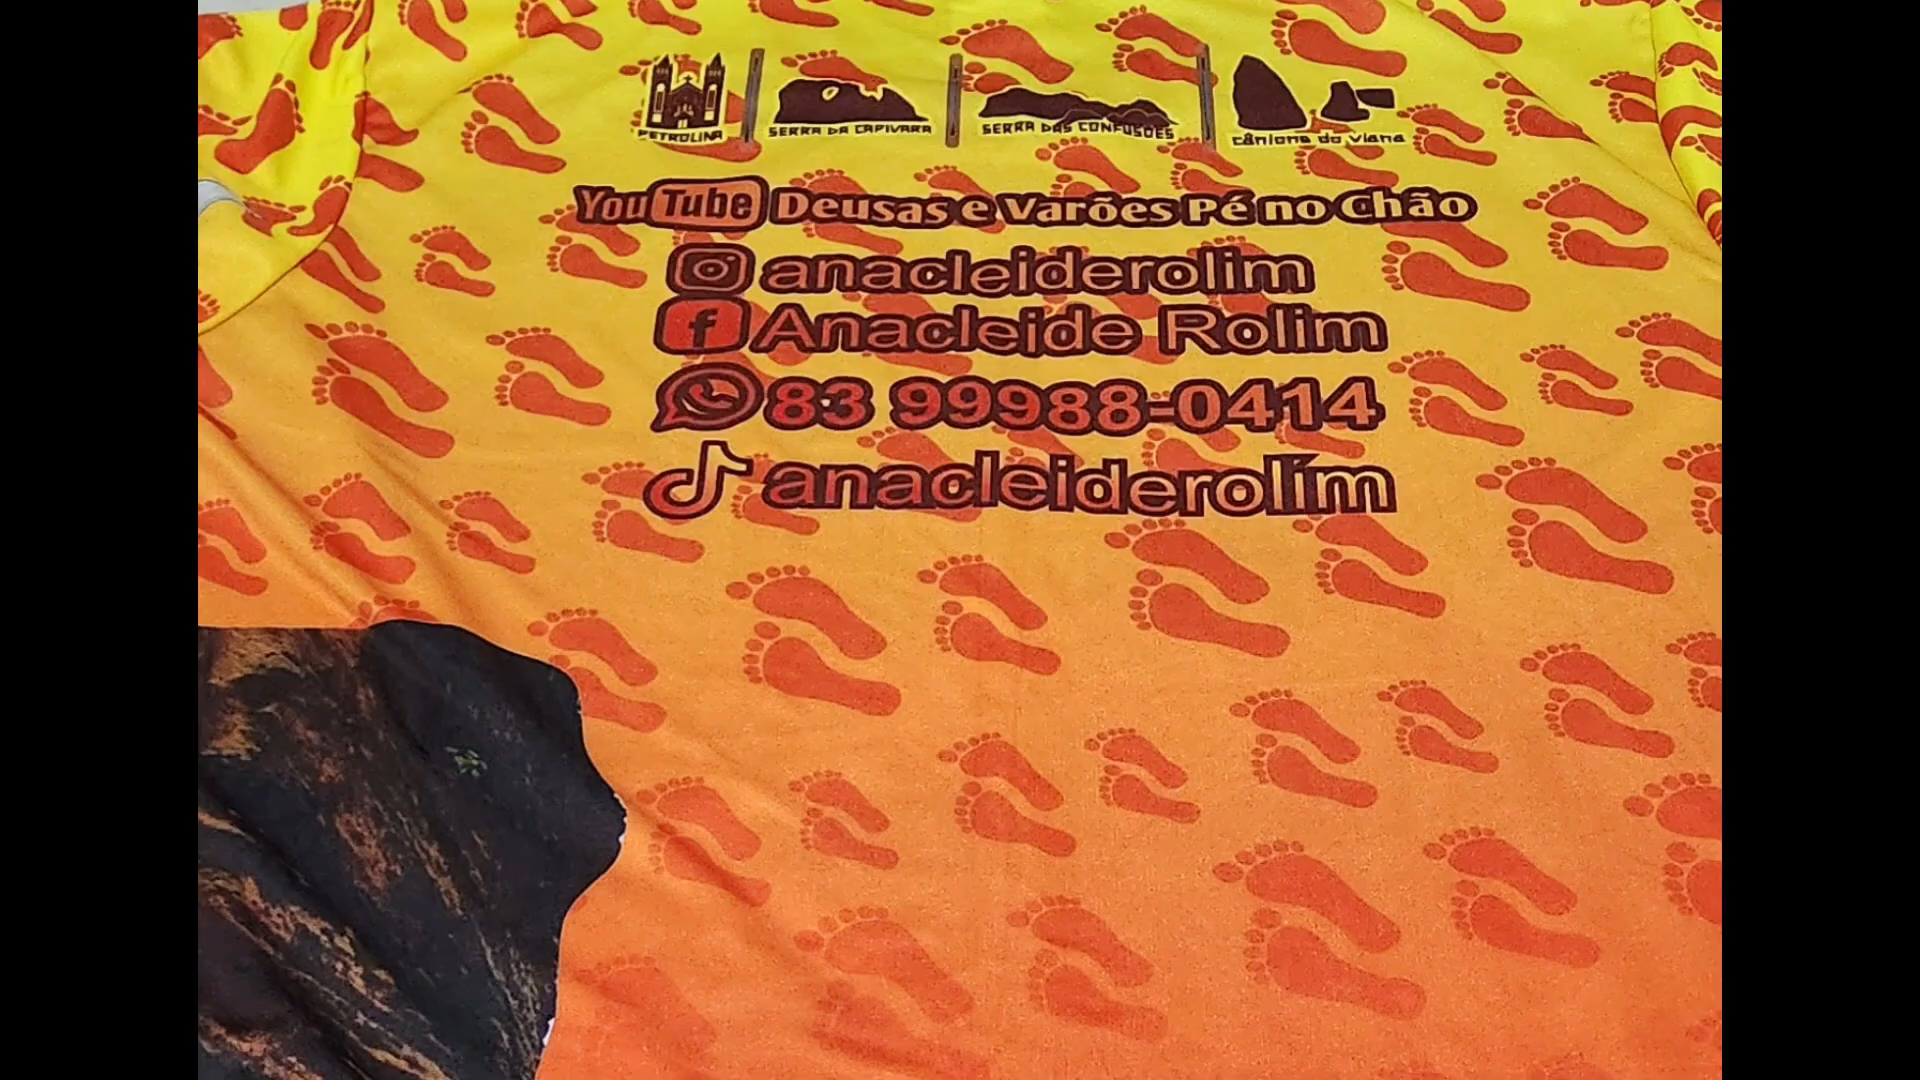 PETROLINA SERRA DA CAPIVARA SERRA DAS CONFUSÕES CÂNIONS DO VIANA
YouTube Deusas e Varões Pé no Chão
anacleiderolim
Anacleide Rolim
83 99988-0414
anacleiderolim